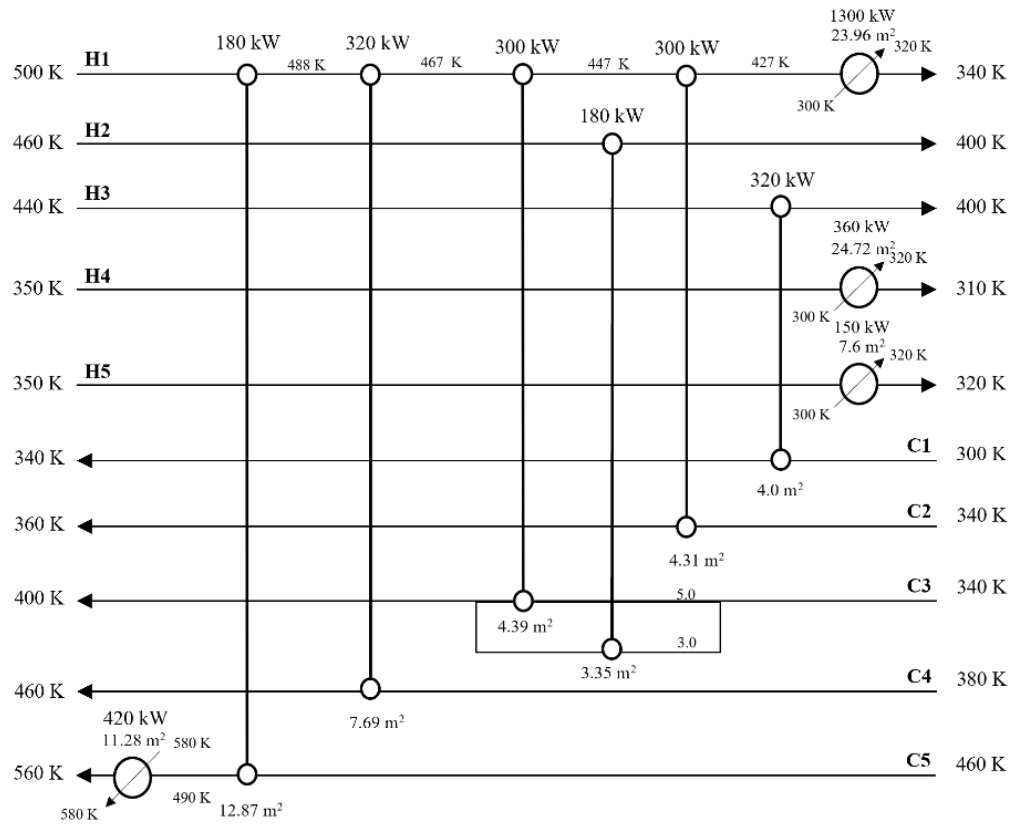 1300 kW
180 kW 320 kW 300 kW 300 kW 23.96 m²
H1 488 K 467 K 447 K 427 K 320 K
500 K 340 K
300 K
180 kW
H2
460 K 400 K
320 kW
H3
440 K 400 K
360 kW
24.72 m²
320 K
H4
350 K 310 K
300 K
150 kW
7.6 m²
320 K
H5
350 K 320 K
300 K
C1
340 K 300 K
4.0 m²
C2
360 K 340 K
4.31 m²
C3
400 K 5.0 340 K
4.39 m² 3.0
3.35 m²
C4
460 K 380 K
7.69 m²
420 kW
11.28 m² 580 K
C5
560 K 460 K
490 K
580 K 12.87 m²